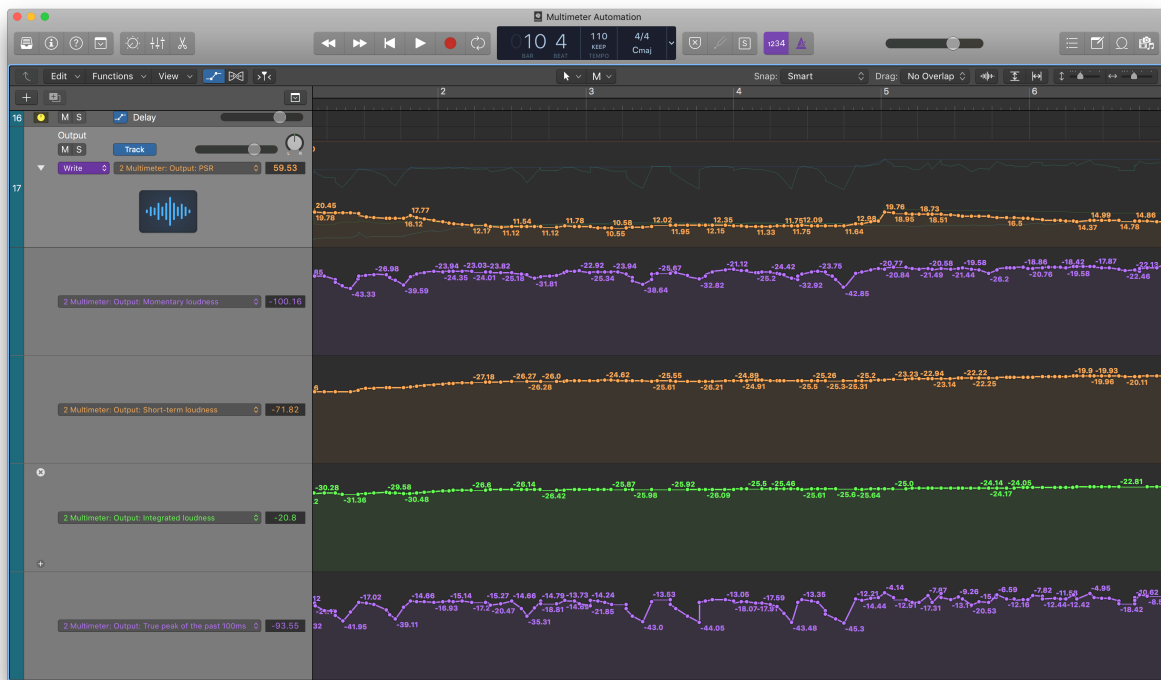 Multimeter Automation
010 4
BAR BEAT
110
KEEP
TEMPO
4/4
Cmaj
S
1234
Edit Functions View
M
Snap: Smart
Drag: No Overlap
2 3 4 5 6
16 M S Delay
Output
M S Track
L R
Write 2 Multimeter: Output: PSR 59.53
17
20.45 17.77 11.54 11.78 10.58 12.02 12.35 11.75 12.09 12.98 19.76 18.73 14.99 14.86
19.78 16.12 12.17 11.12 11.12 10.55 11.95 12.15 11.33 11.75 11.64 18.95 18.51 16.5 14.37 14.78
-26.98 -23.94 -23.03 -23.82 -22.92 -23.94 -25.67 -21.12 -24.42 -23.75 -20.77 -20.58 -19.58 -18.86 -18.42 -17.87 -22.13
-43.33 -39.59 -24.35 -24.01 -25.18 -31.81 -25.34 -38.64 -32.82 -25.2 -32.92 -42.85 -20.84 -21.49 -21.44 -26.2 -20.76 -19.58 -22.46
2 Multimeter: Output: Momentary loudness -100.16
-27.18 -26.27 -26.0 -24.62 -25.55 -24.89 -25.26 -25.2 -23.23 -22.94 -22.22 -19.9 -19.93
-26.28 -25.61 -26.21 -24.91 -25.5 -25.3 -25.31 -23.14 -22.25 -19.96 -20.11
2 Multimeter: Output: Short-term loudness -71.82
-30.28 -29.58 -26.6 -26.14 -25.87 -25.92 -25.5 -25.46 -25.0 -24.14 -24.05 -22.81
-31.36 -30.48 -26.42 -25.98 -26.09 -25.61 -25.6 -25.64 -24.17
2 Multimeter: Output: Integrated loudness -20.8
-17.02 -14.66 -15.14 -15.27 -14.66 -14.79 -13.73 -14.24 -13.53 -13.05 -17.59 -13.35 -12.21 -4.14 -7.87 -9.26 -6.59 -7.82 -11.58 -4.95
-41.95 -39.11 -16.93 -17.2 -20.47 -35.31 -18.81 -21.85 -43.0 -44.05 -18.07 -17.91 -43.48 -45.3 -14.44 -12.91 -17.31 -20.53 -12.16 -12.44 -12.42 -18.42
2 Multimeter: Output: True peak of the past 100ms -93.55